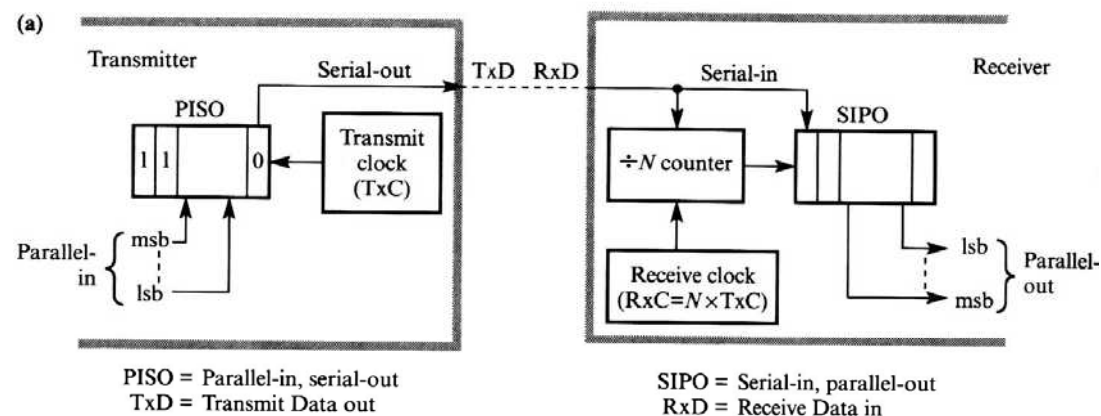 (a)
Transmitter
Serial-out
TxD RxD
Serial-in
Receiver
PISO
1 1 0
Transmit
clock
(TxC)
÷N counter
SIPO
Parallel-
in
msb
lsb
Receive clock
(RxC=N×TxC)
lsb
msb
Parallel-
out
PISO = Parallel-in, serial-out
TxD = Transmit Data out
SIPO = Serial-in, parallel-out
RxD = Receive Data in